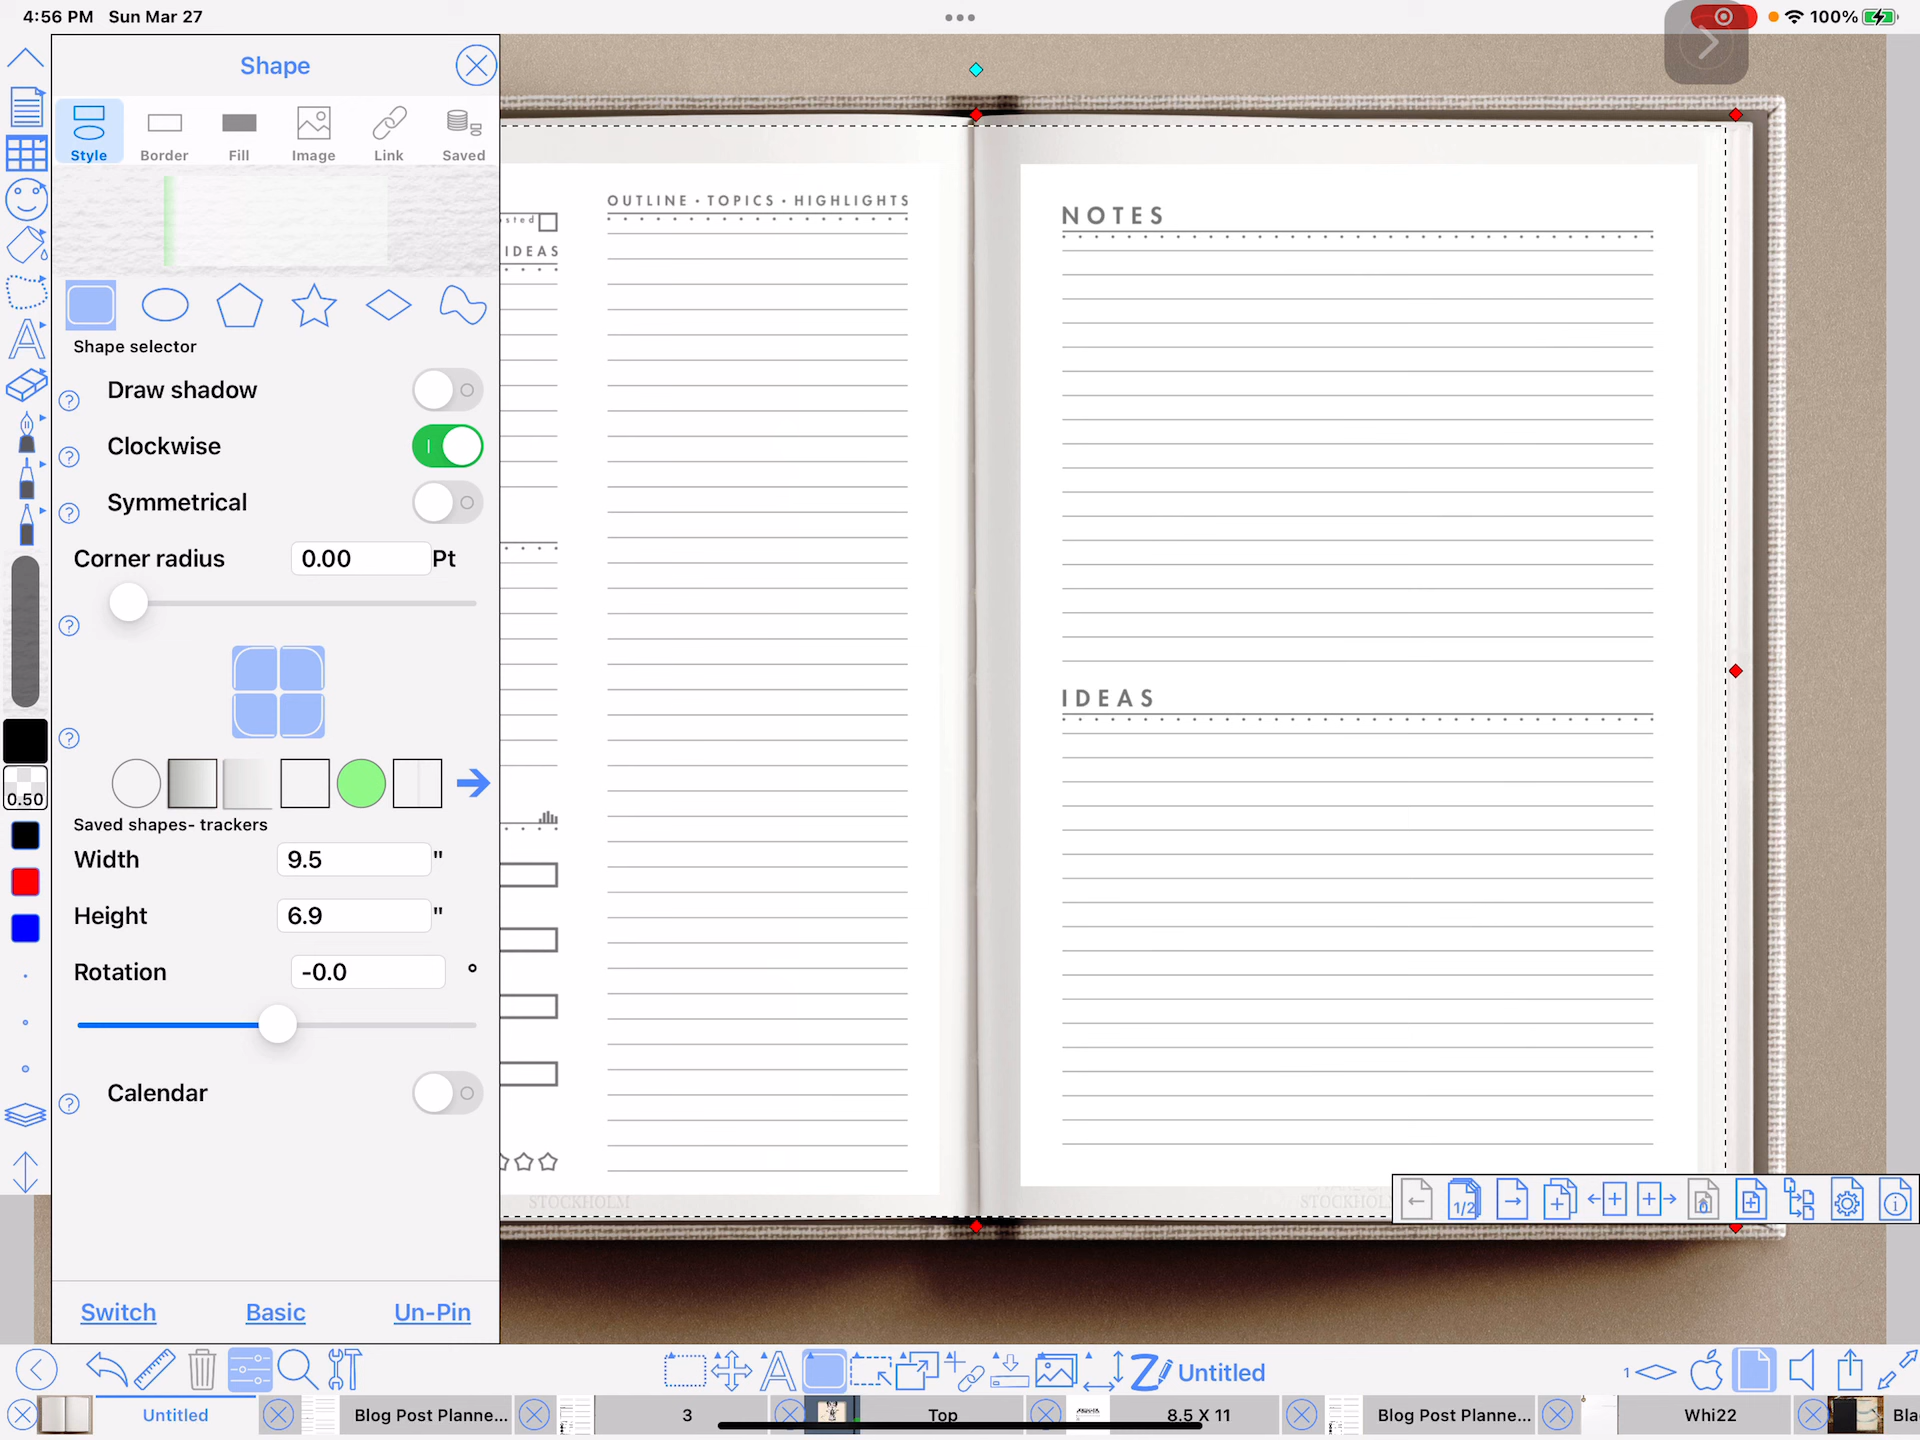 4:56 PM Sun Mar 27
100%
Shape
Style Border Fill Image Link Saved
Shape selector
Draw shadow
Clockwise
Symmetrical
Corner radius 0.00 Pt
0.50
Saved shapes- trackers
Width 9.5 "
Height 6.9 "
Rotation -0.0 °
Calendar
Switch Basic Un-Pin
sted
IDEAS
OUTLINE • TOPICS • HIGHLIGHTS
STOCKHOLM
NOTES
IDEAS
STOCKHOL
1/2
Untitled
1
Untitled Blog Post Planne... 3 Top 8.5 X 11 Blog Post Planne... Whi22 Bla